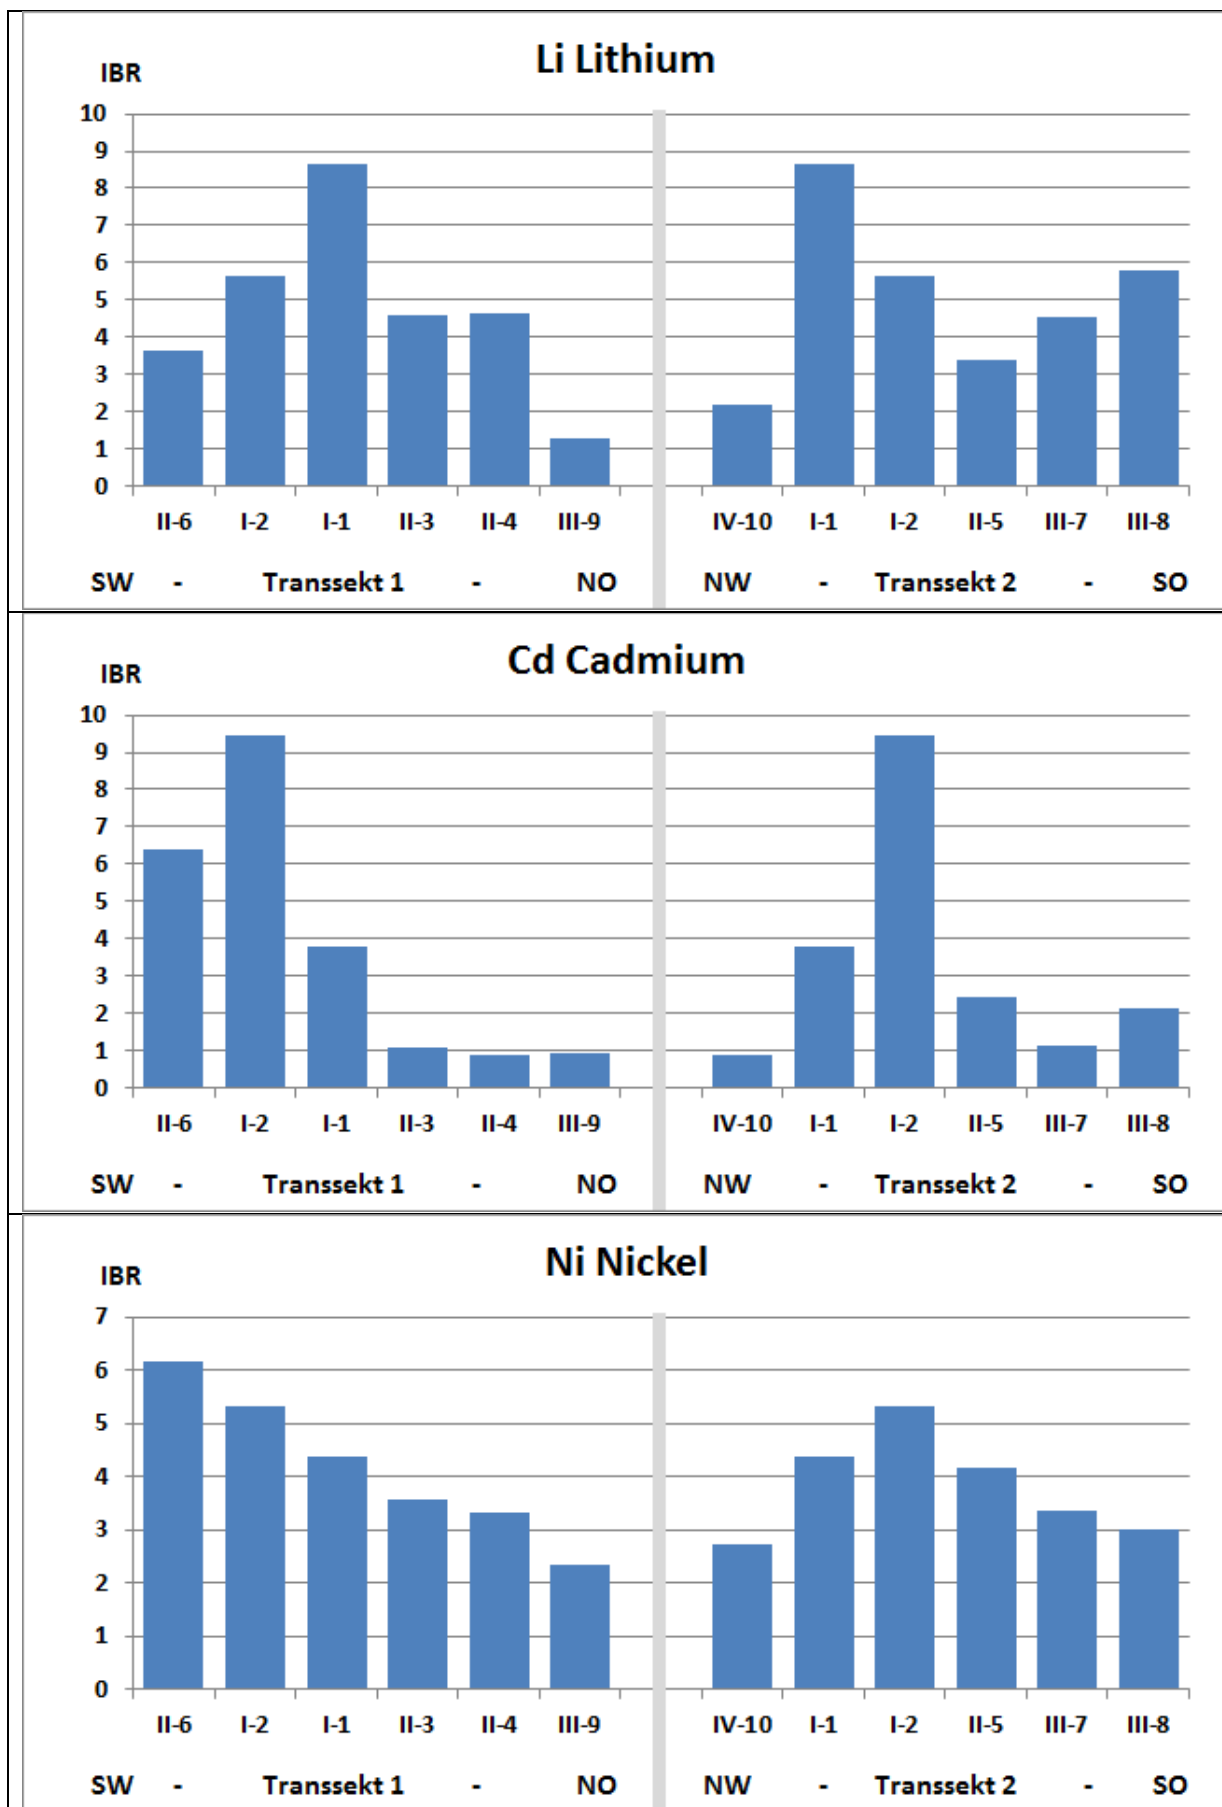 Li Lithium
IBR
10
9
8
7
6
5
4
3
2
1
0
II-6 I-2 I-1 II-3 II-4 III-9 IV-10 I-1 I-2 II-5 III-7 III-8
SW - Transsekt 1 - NO NW - Transsekt 2 - SO
Cd Cadmium
IBR
10
9
8
7
6
5
4
3
2
1
0
II-6 I-2 I-1 II-3 II-4 III-9 IV-10 I-1 I-2 II-5 III-7 III-8
SW - Transsekt 1 - NO NW - Transsekt 2 - SO
Ni Nickel
IBR
7
6
5
4
3
2
1
0
II-6 I-2 I-1 II-3 II-4 III-9 IV-10 I-1 I-2 II-5 III-7 III-8
SW - Transsekt 1 - NO NW - Transsekt 2 - SO